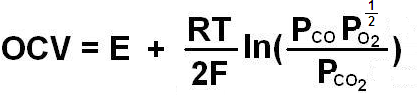 OCV = E + RT/2F ln(P_CO P_O₂^1/2 / P_CO₂)